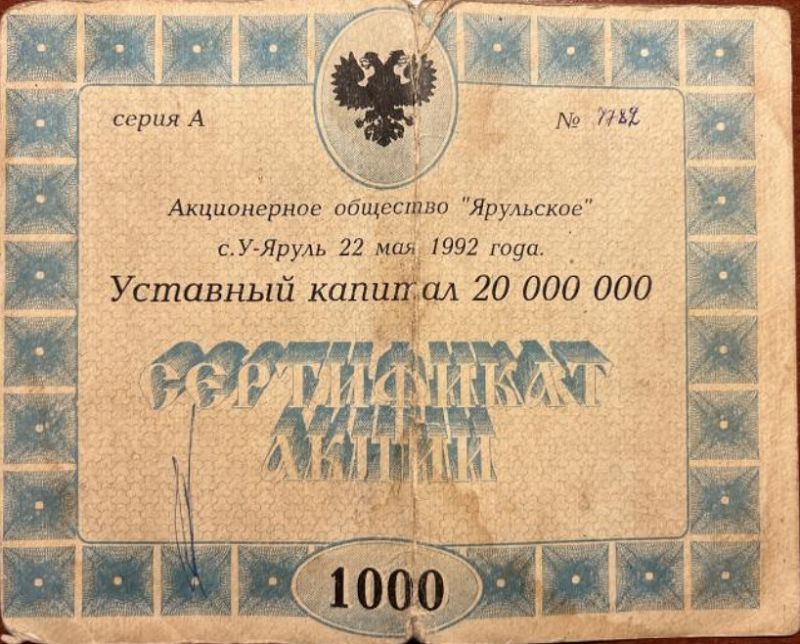 серия А № 7782
Акционерное общество "Ярульское"
с.У-Яруль 22 мая 1992 года.
Уставный капитал 20 000 000
СЕРТИФИКАТ
АКЦИИ
1000